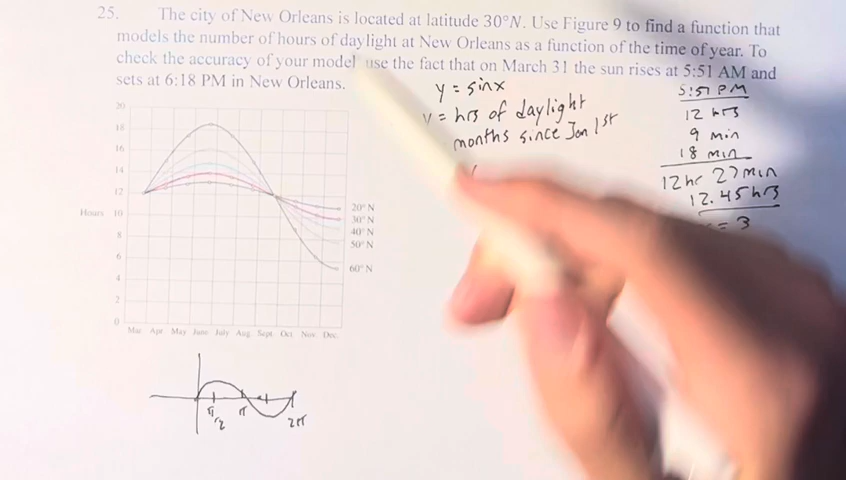 25. The city of New Orleans is located at latitude 30°N. Use Figure 9 to find a function that
models the number of hours of daylight at New Orleans as a function of the time of year. To
check the accuracy of your model use the fact that on March 31 the sun rises at 5:51 AM and
sets at 6:18 PM in New Orleans.
y = sinx
= hrs of daylight
months since Jan 1st
5:51 PM
12 hrs
9 min
18 min
12 hr 27 min
12.45 hrs
= 3
20
18
16
14
12
Hours 10
8
6
4
2
0
20° N
30° N
40° N
50° N
60° N
Mar. Apr. May June July Aug. Sept. Oct. Nov. Dec.
π/2 π 2π